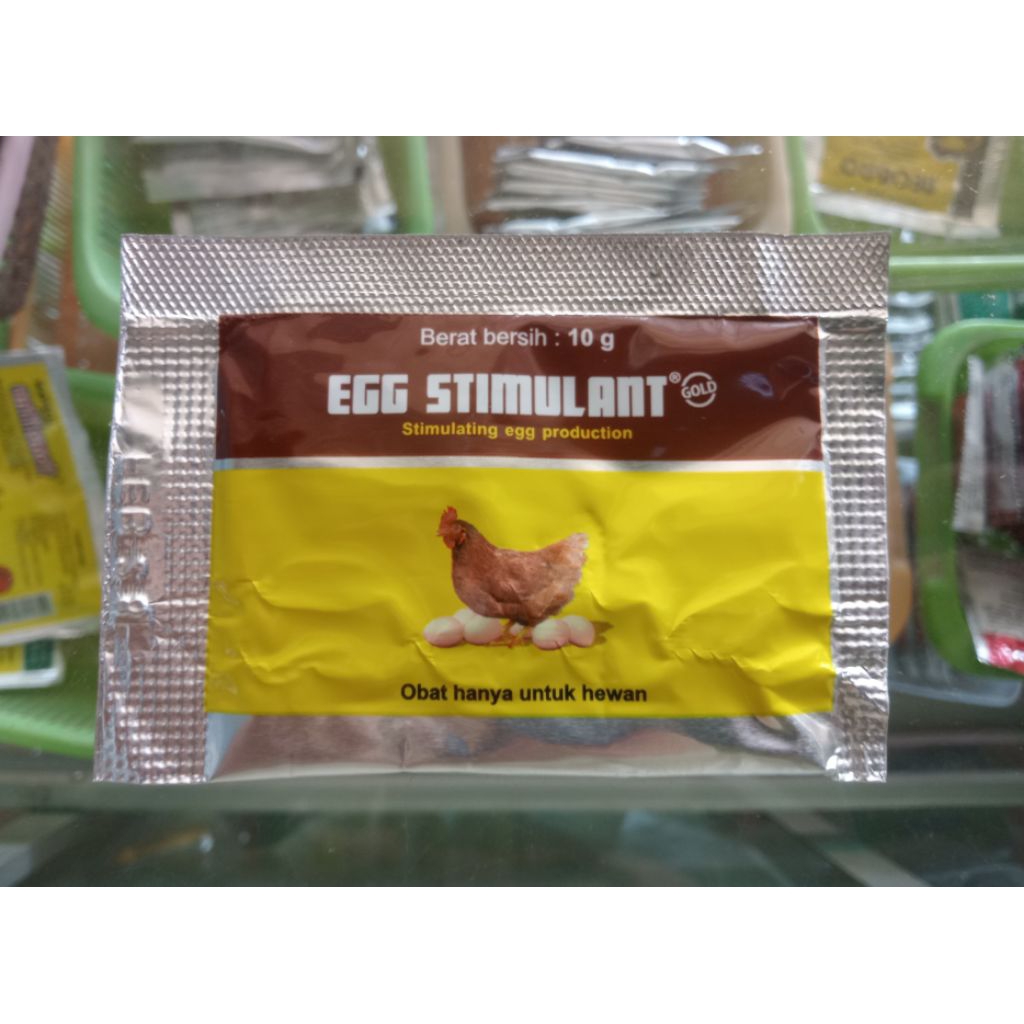 Berat bersih : 10 g
EGG STIMULANT® GOLD
Stimulating egg production
Obat hanya untuk hewan